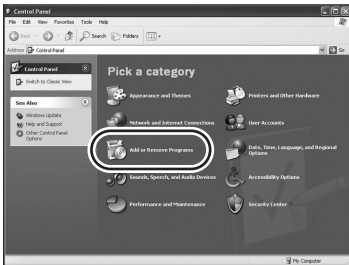 Control Panel
File Edit View Favorites Tools Help
Back Search Folders
Address Control Panel Go
Control Panel
Switch to Classic View
See Also
Windows Update
Help and Support
Other Control Panel
Options
Pick a category
Appearance and Themes
Printers and Other Hardware
Network and Internet Connections
User Accounts
Add or Remove Programs
Date, Time, Language, and Regional
Options
Sounds, Speech, and Audio Devices
Accessibility Options
Performance and Maintenance
Security Center
My Computer